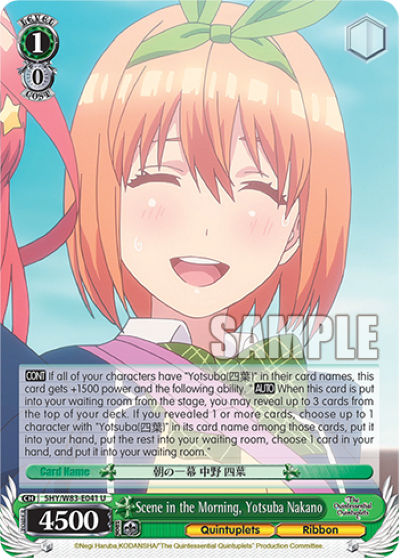 LEVEL
1
0
COST
SAMPLE
CONT If all of your characters have "Yotsuba(四葉)" in their card names, this
card gets +1500 power and the following ability. "AUTO When this card is put
into your waiting room from the stage, you may reveal up to 3 cards from
the top of your deck. If you revealed 1 or more cards, choose up to 1
character with "Yotsuba(四葉)" in its card name among those cards, put it
into your hand, put the rest into your waiting room, choose 1 card in your
hand, and put it into your waiting room."
Card Name 朝の一幕 中野 四葉
CH 5HY/W83-E041 U
Scene in the Morning, Yotsuba Nakano
The Quintessential Quintuplets
4500
Quintuplets Ribbon
©Negi Haruba,KODANSHA/"The Quintessential Quintuplets" Production Committee